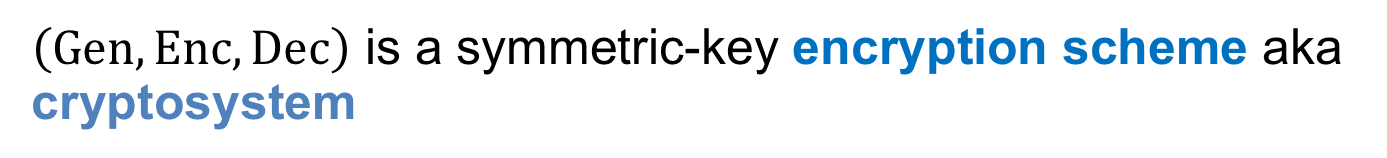 (Gen, Enc, Dec) is a symmetric-key encryption scheme aka
cryptosystem